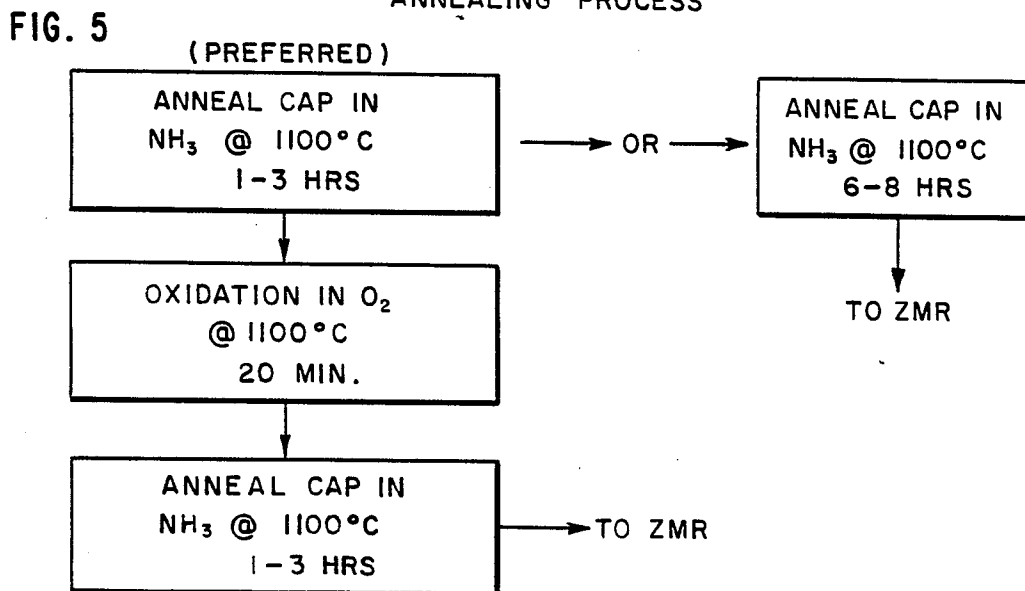 ANNEALING PROCESS
FIG. 5
(PREFERRED)
ANNEAL CAP IN
NH₃ @ 1100°C
1-3 HRS
OR
ANNEAL CAP IN
NH₃ @ 1100°C
6-8 HRS
TO ZMR
OXIDATION IN O₂
@ 1100°C
20 MIN.
ANNEAL CAP IN
NH₃ @ 1100°C
1-3 HRS
TO ZMR